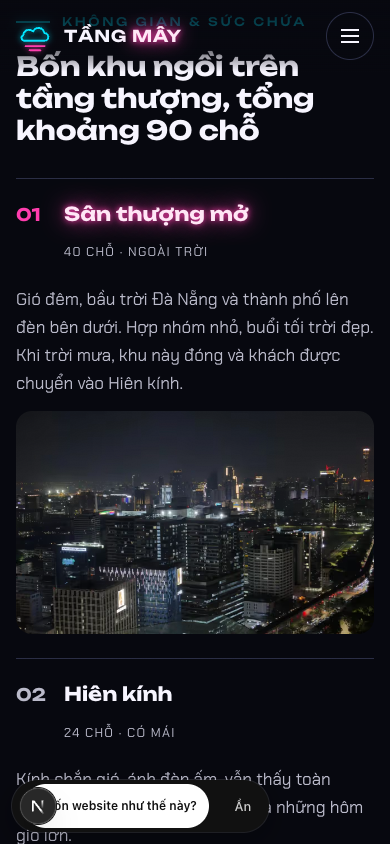 KHÔNG GIAN & SỨC CHỨA
TẦNG MÂY
Bốn khu ngồi trên
tầng thượng, tổng
khoảng 90 chỗ
01 Sân thượng mở
40 CHỖ · NGOÀI TRỜI
Gió đêm, bầu trời Đà Nẵng và thành phố lên
đèn bên dưới. Hợp nhóm nhỏ, buổi tối trời đẹp.
Khi trời mưa, khu này đóng và khách được
chuyển vào Hiên kính.
02 Hiên kính
24 CHỖ · CÓ MÁI
Kính chắn gió, ánh đèn ấm, vẫn thấy toàn
những hôm
gió lớn.
N
website như thế này?
Ẩn